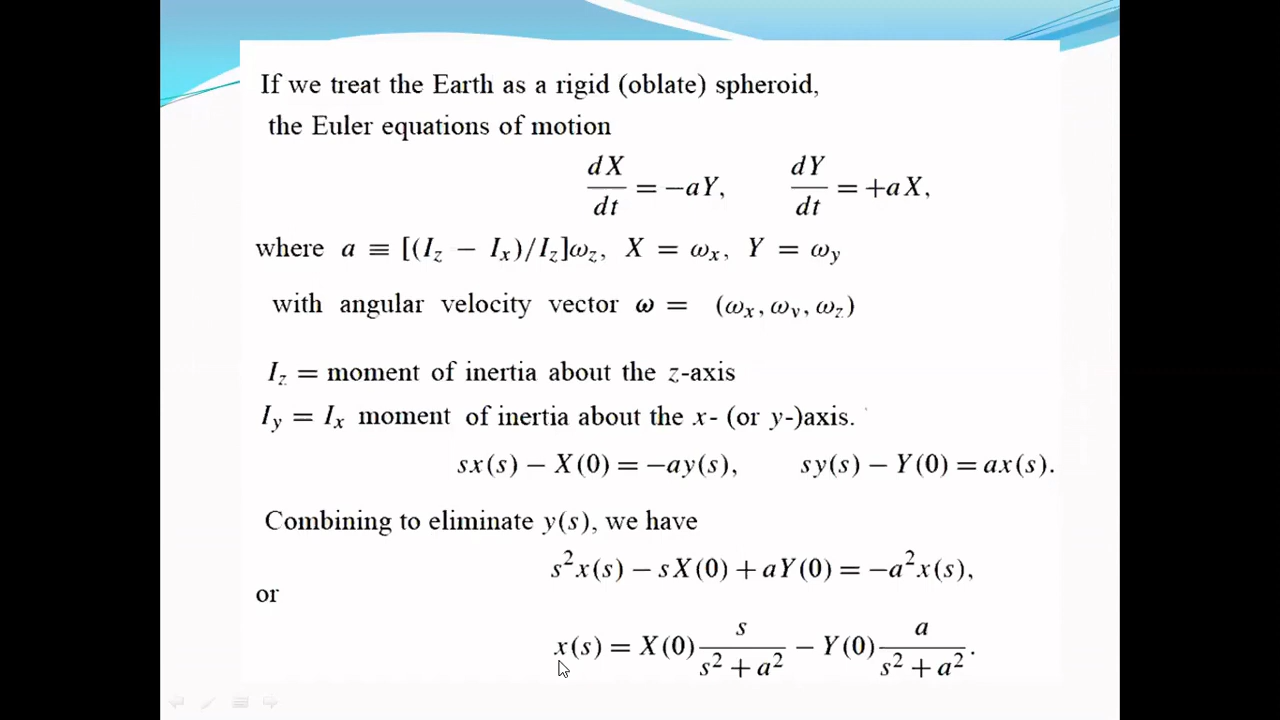 If we treat the Earth as a rigid (oblate) spheroid,
the Euler equations of motion
dX/dt = −aY, dY/dt = +aX,
where a ≡ [(I_z − I_x)/I_z]ω_z, X = ω_x, Y = ω_y
with angular velocity vector ω = (ω_x, ω_y, ω_z)
I_z = moment of inertia about the z-axis
I_y = I_x moment of inertia about the x- (or y-)axis.
sx(s) − X(0) = −ay(s), sy(s) − Y(0) = ax(s).
Combining to eliminate y(s), we have
s²x(s) − sX(0) + aY(0) = −a²x(s),
or
x(s) = X(0) s/(s² + a²) − Y(0) a/(s² + a²).